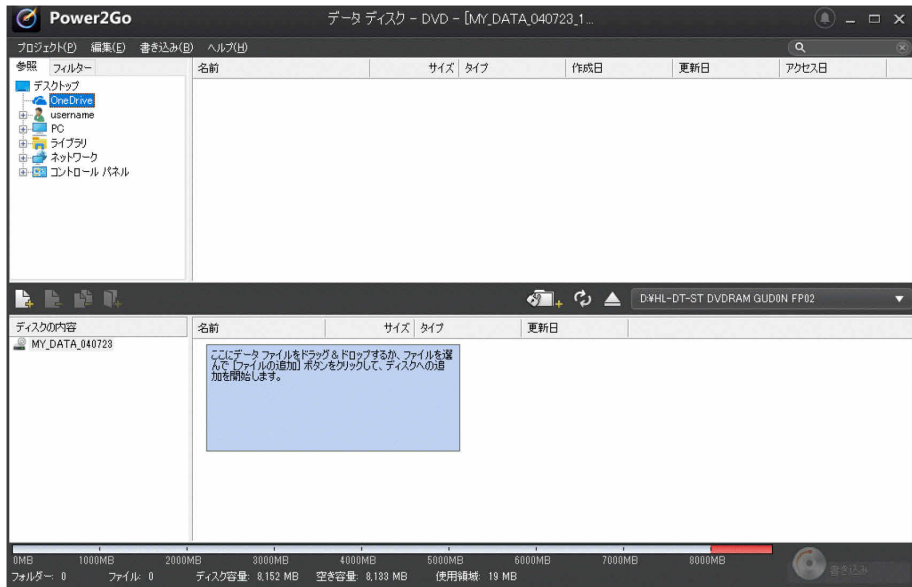 Power2Go
データ ディスク - DVD - [MY_DATA_040723_1...
プロジェクト(P) 編集(E) 書き込み(B) ヘルプ(H)
参照 フィルター
名前 サイズ タイプ 作成日 更新日 アクセス日
デスクトップ
OneDrive
username
PC
ライブラリ
ネットワーク
コントロール パネル
D:¥HL-DT-ST DVDRAM GUD0N FP02
ディスクの内容
名前 サイズ タイプ 更新日
MY_DATA_040723
ここにデータ ファイルをドラッグ & ドロップするか、ファイルを選
んで [ファイルの追加] ボタンをクリックして、ディスクへの追
加を開始します。
0MB 1000MB 2000MB 3000MB 4000MB 5000MB 6000MB 7000MB 8000MB
フォルダー: 0 ファイル: 0 ディスク容量: 8,152 MB 空き容量: 8,133 MB 使用領域: 19 MB
書き込み